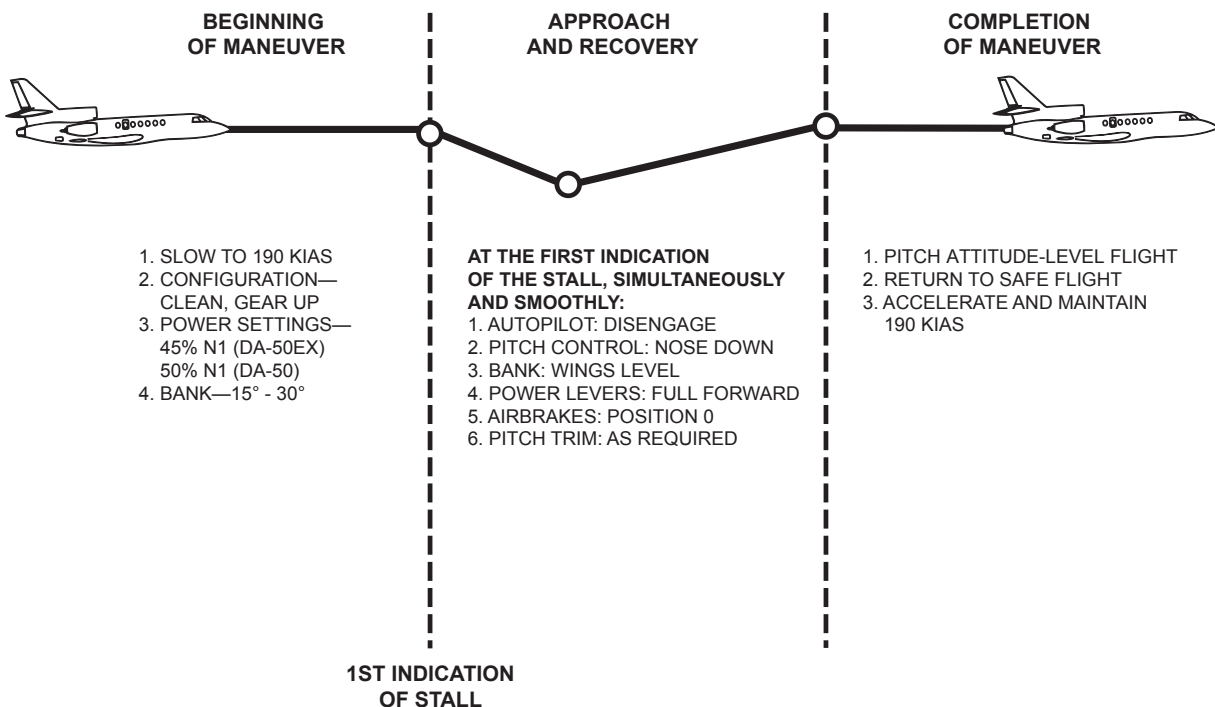 BEGINNING
OF MANEUVER
APPROACH
AND RECOVERY
COMPLETION
OF MANEUVER
1. SLOW TO 190 KIAS
2. CONFIGURATION—
CLEAN, GEAR UP
3. POWER SETTINGS—
45% N1 (DA-50EX)
50% N1 (DA-50)
4. BANK—15° - 30°
AT THE FIRST INDICATION
OF THE STALL, SIMULTANEOUSLY
AND SMOOTHLY:
1. AUTOPILOT: DISENGAGE
2. PITCH CONTROL: NOSE DOWN
3. BANK: WINGS LEVEL
4. POWER LEVERS: FULL FORWARD
5. AIRBRAKES: POSITION 0
6. PITCH TRIM: AS REQUIRED
1. PITCH ATTITUDE-LEVEL FLIGHT
2. RETURN TO SAFE FLIGHT
3. ACCELERATE AND MAINTAIN
190 KIAS
1ST INDICATION
OF STALL